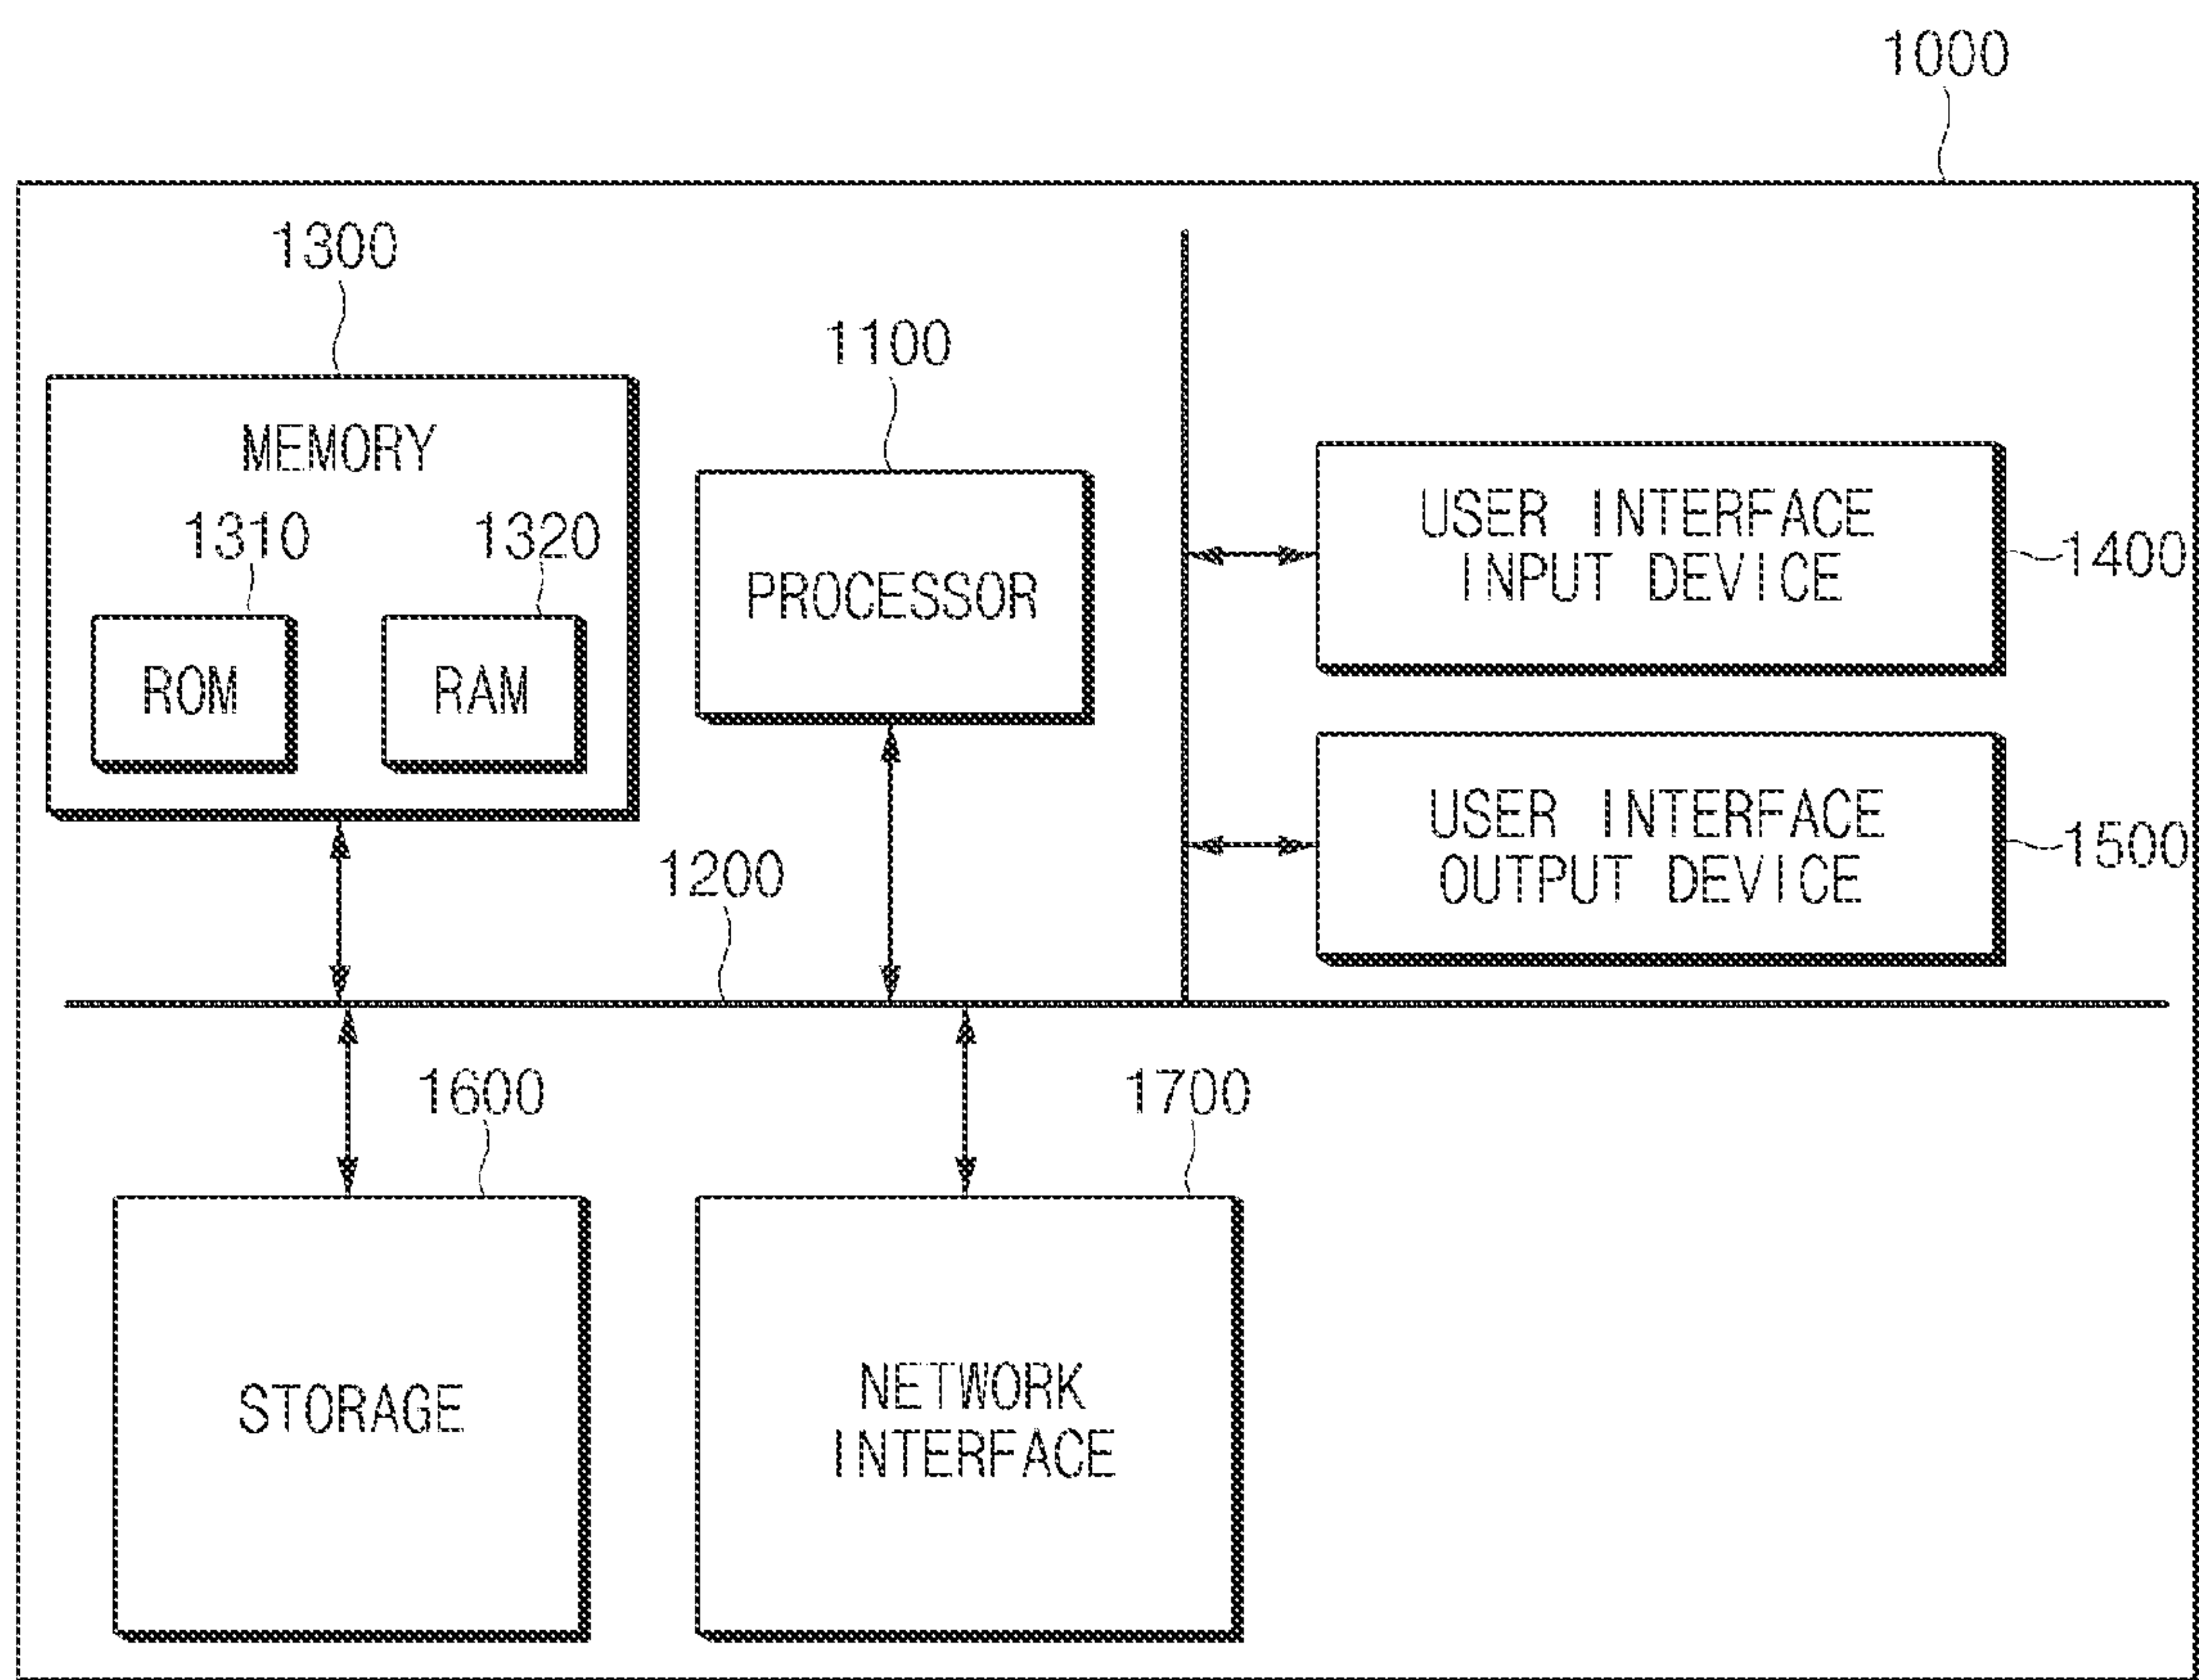 1000
1300
1100
MEMORY
1310
1320
ROM
RAM
PROCESSOR
USER INTERFACE
INPUT DEVICE
1400
USER INTERFACE
OUTPUT DEVICE
1500
1200
1600
1700
STORAGE
NETWORK
INTERFACE